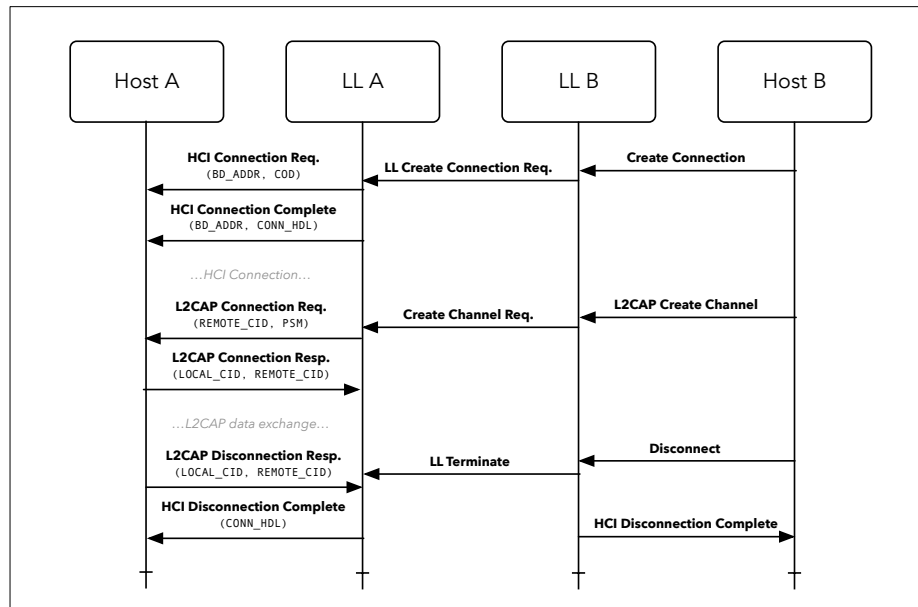 Host A
LL A
LL B
Host B
HCI Connection Req.
(BD_ADDR, COD)
LL Create Connection Req.
Create Connection
HCI Connection Complete
(BD_ADDR, CONN_HDL)
...HCI Connection...
L2CAP Connection Req.
(REMOTE_CID, PSM)
Create Channel Req.
L2CAP Create Channel
L2CAP Connection Resp.
(LOCAL_CID, REMOTE_CID)
...L2CAP data exchange...
L2CAP Disconnection Resp.
(LOCAL_CID, REMOTE_CID)
LL Terminate
Disconnect
HCI Disconnection Complete
(CONN_HDL)
HCI Disconnection Complete